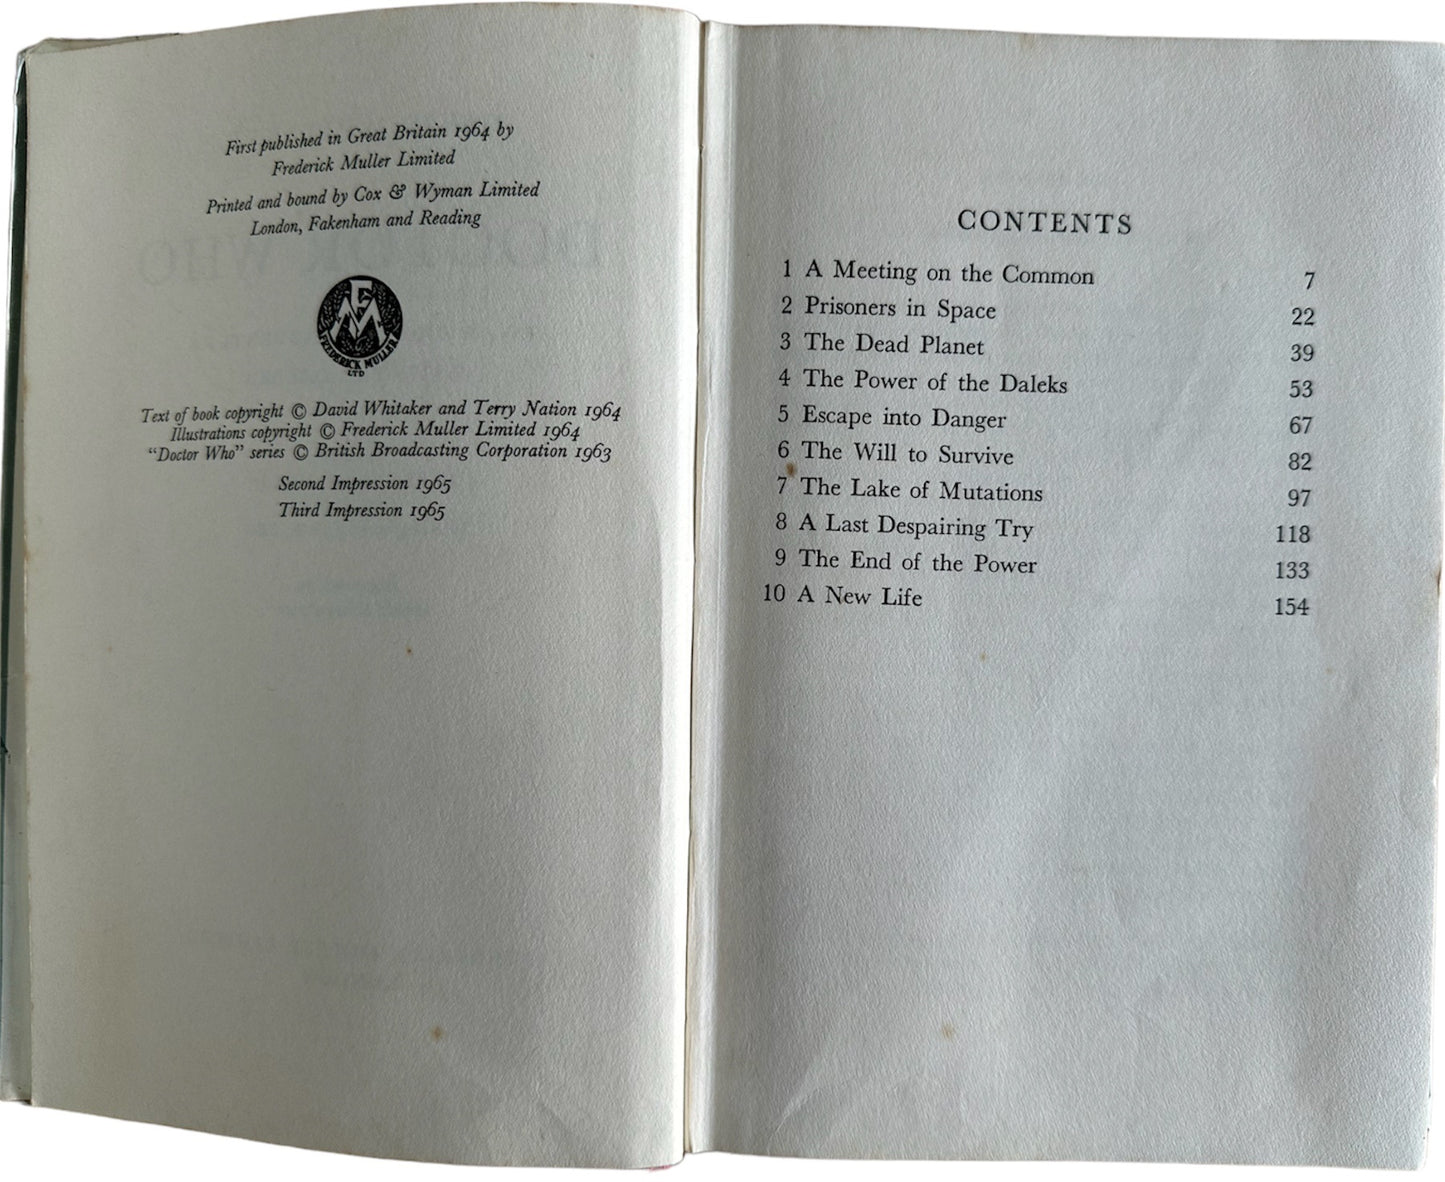 First published in Great Britain 1964 by
Frederick Muller Limited
Printed and bound by Cox & Wyman Limited
London, Fakenham and Reading
FM
FREDERICK MULLER
LTD
Text of book copyright © David Whitaker and Terry Nation 1964
Illustrations copyright © Frederick Muller Limited 1964
"Doctor Who" series © British Broadcasting Corporation 1963
Second Impression 1965
Third Impression 1965
CONTENTS
1 A Meeting on the Common 7
2 Prisoners in Space 22
3 The Dead Planet 39
4 The Power of the Daleks 53
5 Escape into Danger 67
6 The Will to Survive 82
7 The Lake of Mutations 97
8 A Last Despairing Try 118
9 The End of the Power 133
10 A New Life 154